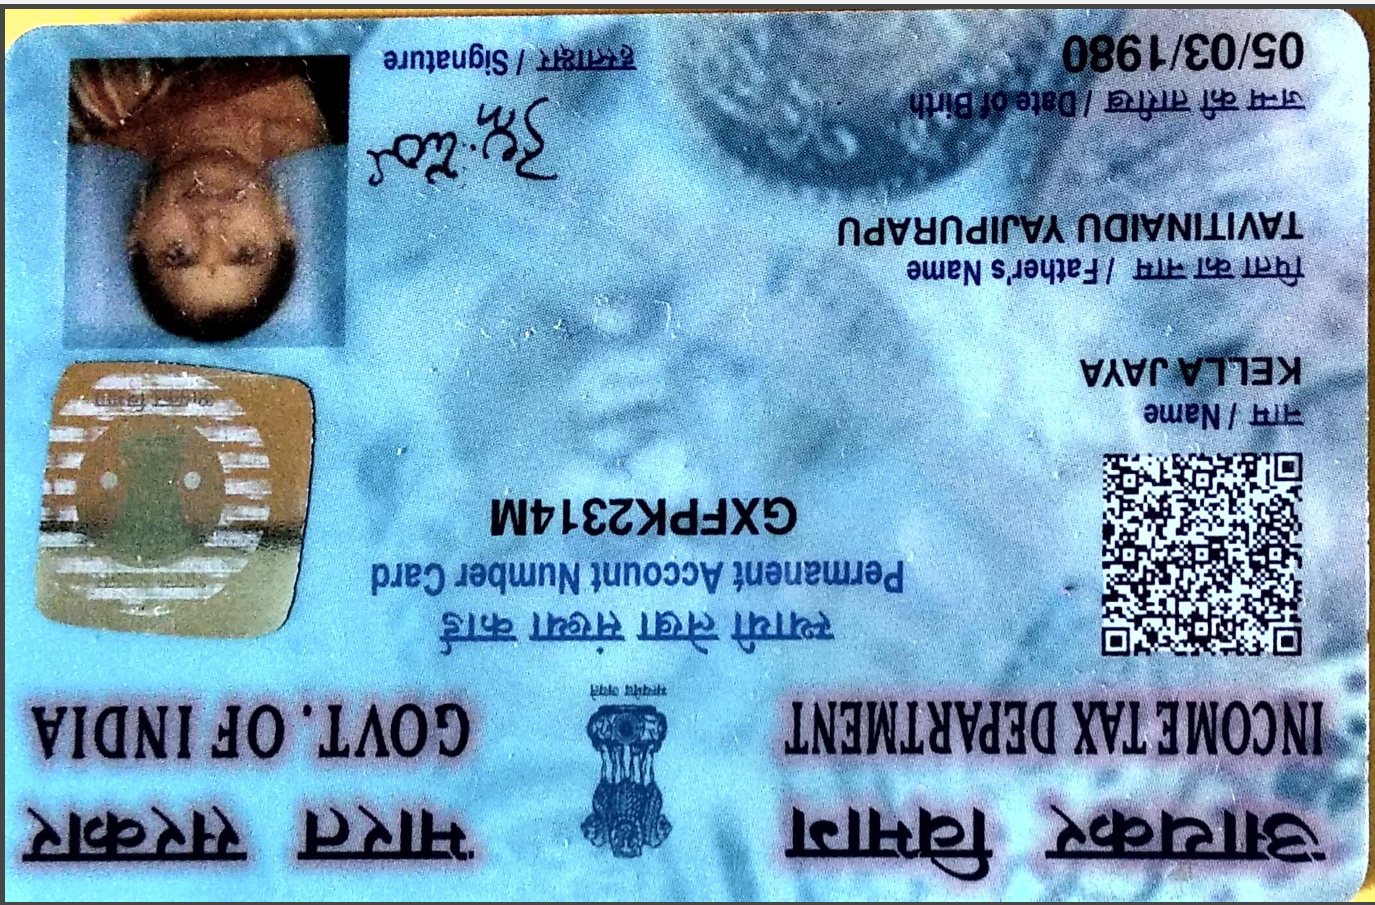 आयकर विभाग
INCOME TAX DEPARTMENT
भारत सरकार
GOVT. OF INDIA
सत्यमेव जयते
स्थायी लेखा संख्या कार्ड
Permanent Account Number Card
GXFPK2314M
नाम / Name
KELLA JAYA
पिता का नाम / Father's Name
TAVITINAIDU YAJIPURAPU
जन्म की तारीख / Date of Birth
05/03/1980
हस्ताक्षर / Signature